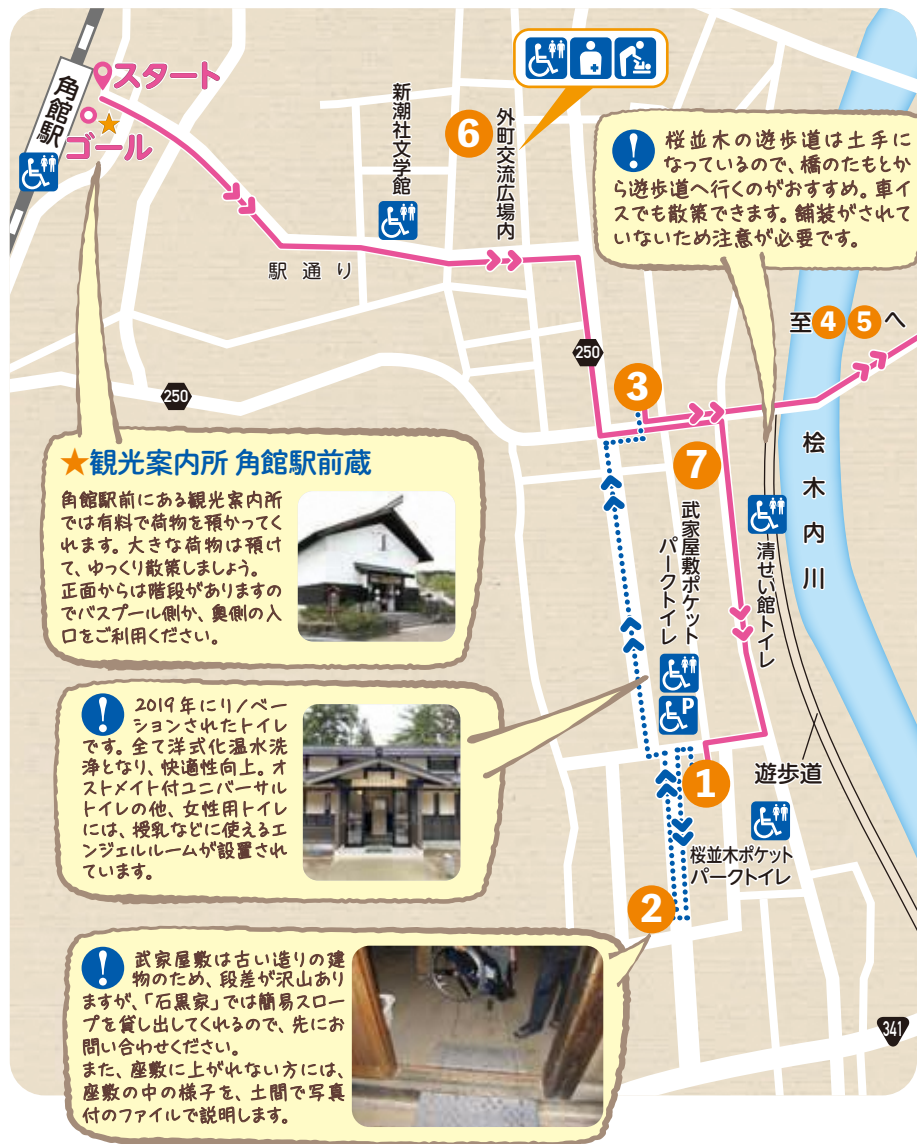 スタート
角館駅
ゴール
新潮社文学館
6
外町交流広場内
駅通り
!
桜並木の遊歩道は土手に
なっているので、橋のたもとか
ら遊歩道へ行くのがおすすめ。車イ
スでも散策できます。舗装がされて
いないため注意が必要です。
至45へ
250
250
3
7
桧木内川
★観光案内所 角館駅前蔵
角館駅前にある観光案内所
では有料で荷物を預かってく
れます。大きな荷物は預け
て、ゆっくり散策しましょう。
正面からは階段がありますの
でバスプール側か、奥側の入
口をご利用ください。
武家屋敷ポケット
パークトイレ
清せい館トイレ
P
!
2019年にリノベー
ションされたトイレ
です。全て洋式化温水洗
浄となり、快適性向上。オ
ストメイト付ユニバーサル
トイレの他、女性用トイレ
には、授乳などに使えるエ
ンジェルルームが設置され
ています。
1
遊歩道
桜並木ポケット
パークトイレ
2
!
武家屋敷は古い造りの建
物のため、段差が沢山あり
ますが、「石黒家」では簡易スロー
プを貸し出してくれるので、先にお
問い合わせください。
また、座敷に上がれない方には、
座敷の中の様子を、土間で写真
付のファイルで説明します。
341